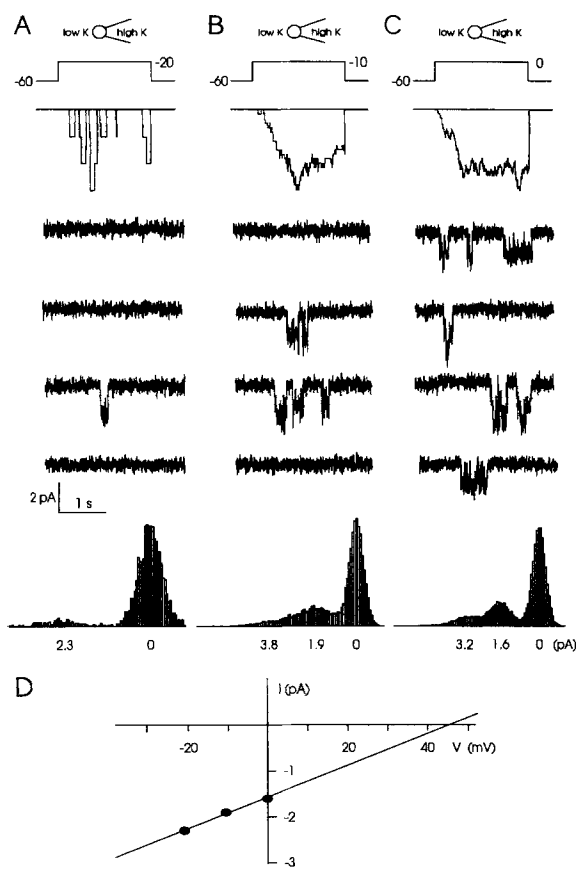 A B C
low K high K low K high K low K high K
-60 -20 -60 -10 -60 0
2 pA
1 s
2.3 0 3.8 1.9 0 3.2 1.6 0 (pA)
D
I (pA)
-20 20 40 V (mV)
-1
-2
-3